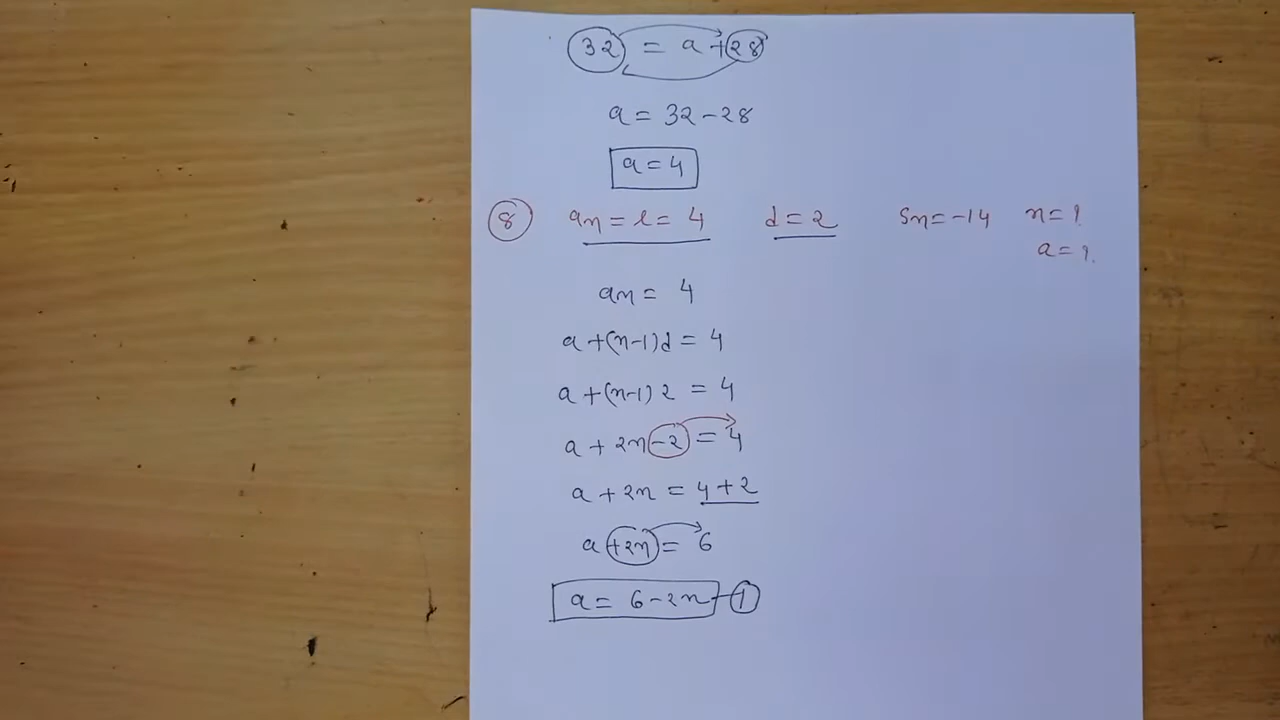 32 = a+28
a = 32-28
a = 4
8 an = l = 4 d = 2 Sn = -14 n = ?
a = ?
an = 4
a +(n-1)d = 4
a +(n-1) 2 = 4
a + 2n -2 = 4
a + 2n = 4+2
a +2n = 6
a = 6-2n - 1